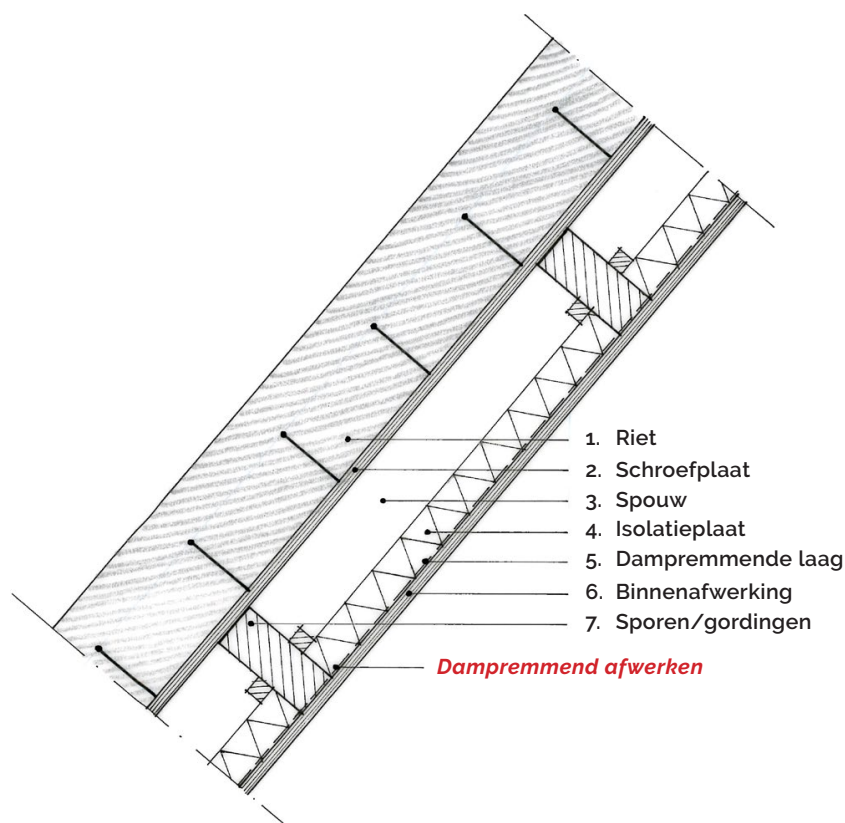 1. Riet
2. Schroefplaat
3. Spouw
4. Isolatieplaat
5. Dampremmende laag
6. Binnenafwerking
7. Sporen/gordingen
Dampremmend afwerken